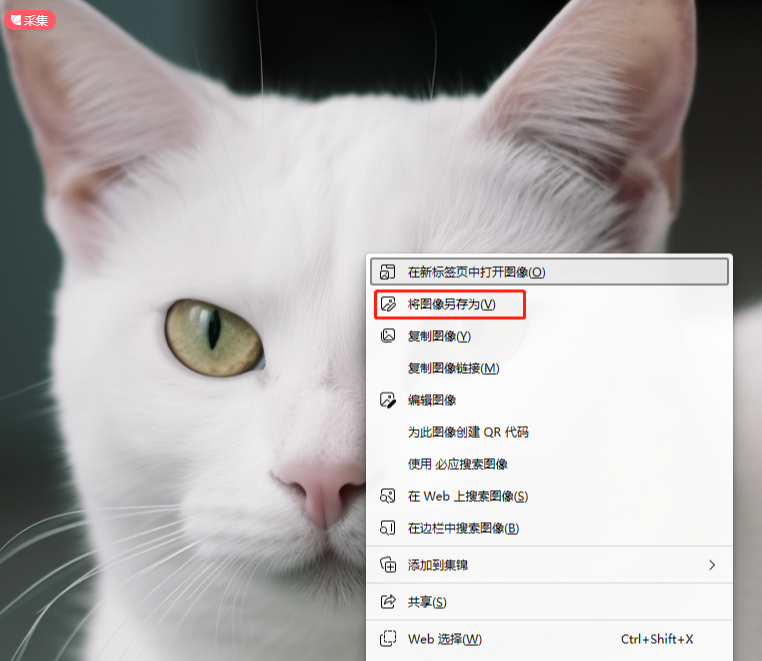 采集
在新标签页中打开图像(O)
将图像另存为(V)
复制图像(Y)
复制图像链接(M)
编辑图像
为此图像创建 QR 代码
使用 必应搜索图像
在 Web 上搜索图像(S)
在边栏中搜索图像(B)
添加到集锦
共享(S)
Web 选择(W) Ctrl+Shift+X